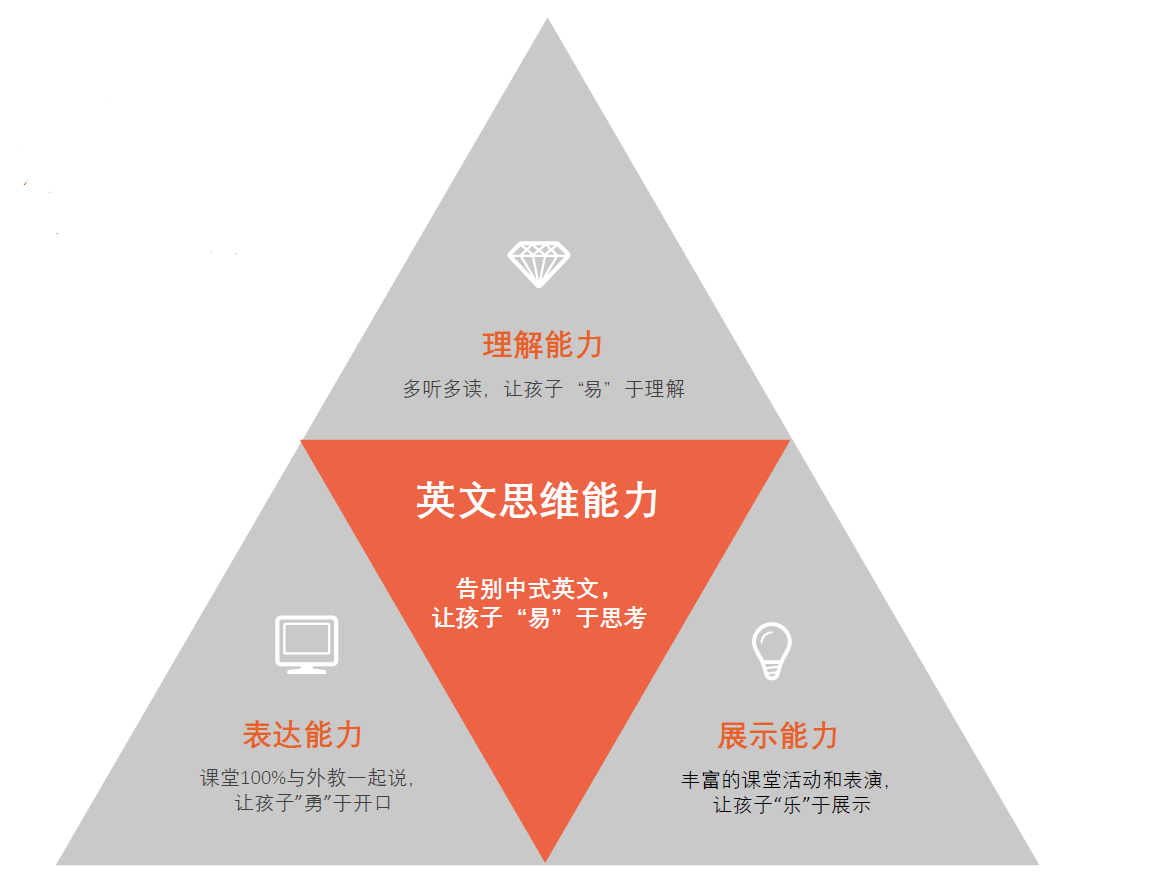 理解能力
多听多读，让孩子“易”于理解
英文思维能力
告别中式英文，
让孩子“易”于思考
表达能力
课堂100%与外教一起说，
让孩子”勇”于开口
展示能力
丰富的课堂活动和表演，
让孩子“乐”于展示